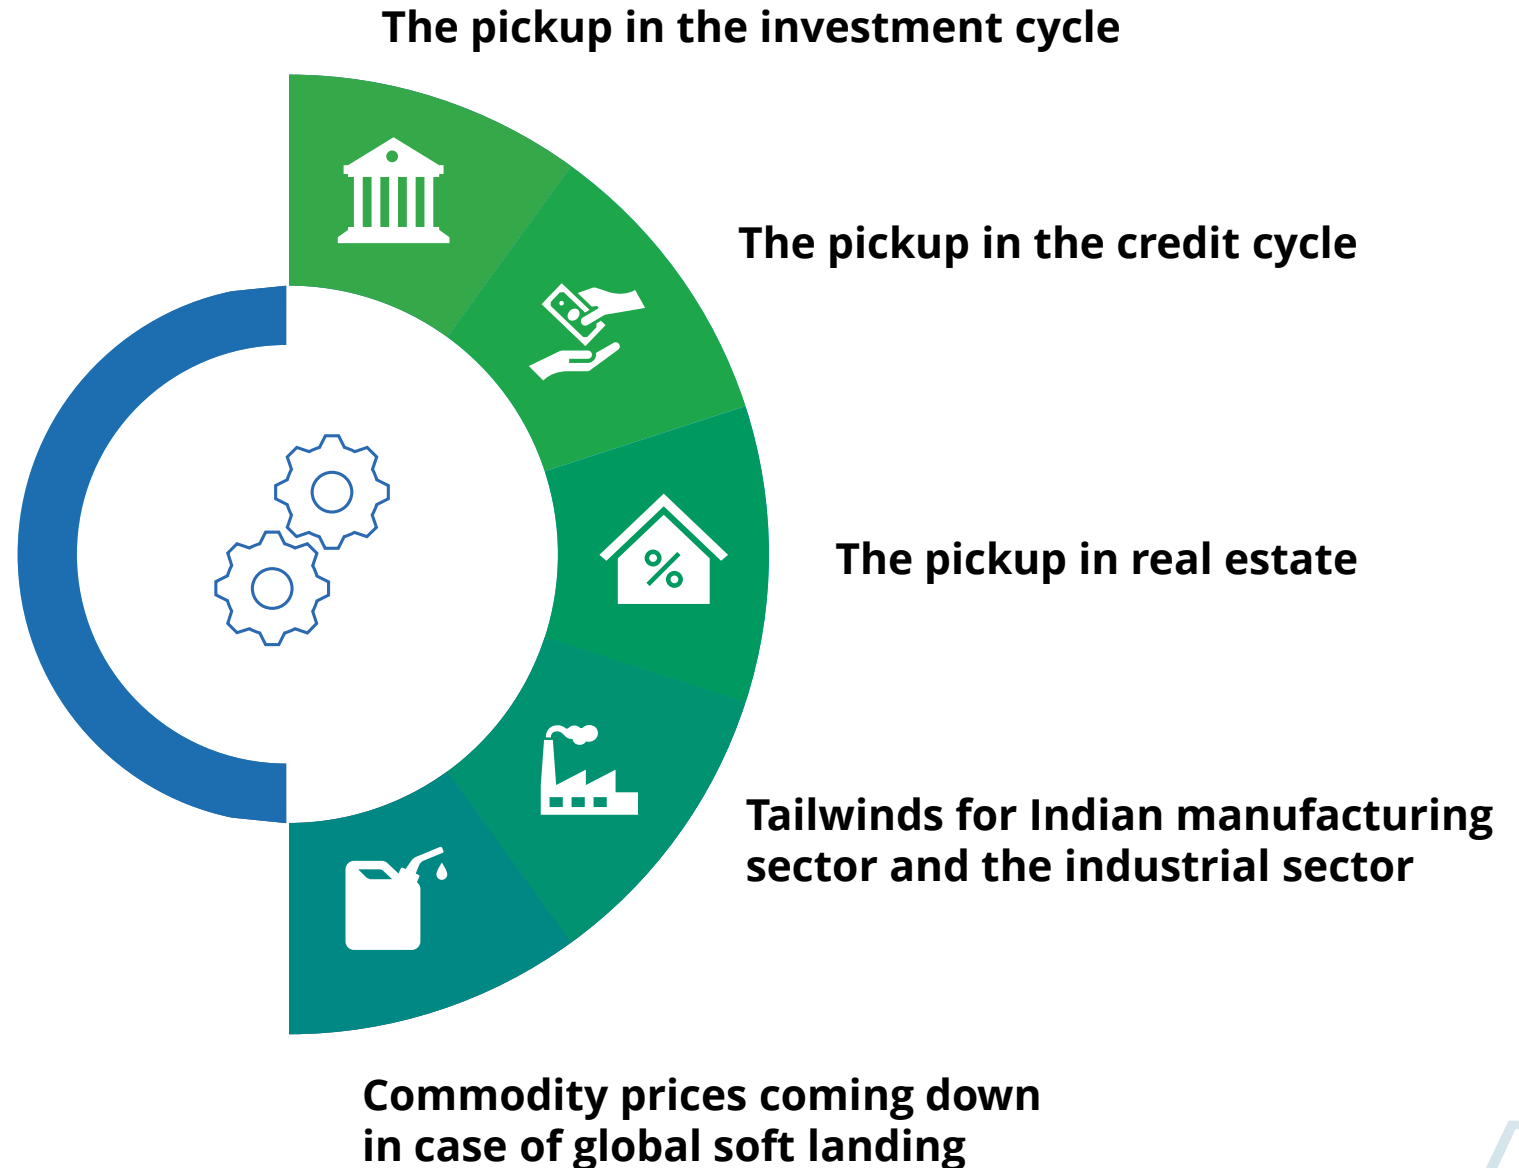 The pickup in the investment cycle
The pickup in the credit cycle
%
The pickup in real estate
Tailwinds for Indian manufacturing
sector and the industrial sector
Commodity prices coming down
in case of global soft landing